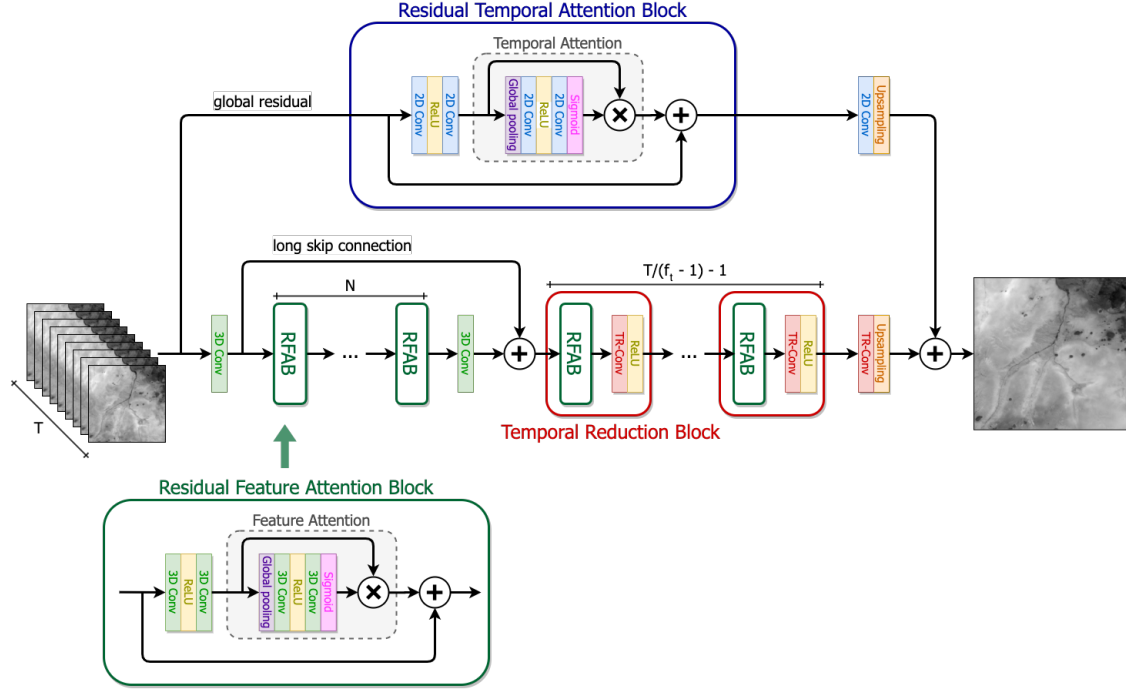 Residual Temporal Attention Block
Temporal Attention
global residual
2D Conv
ReLU
2D Conv
Global pooling
2D Conv
ReLU
2D Conv
Sigmoid
×
+
2D Conv
Upsampling
long skip connection
N
T/(f_t - 1) - 1
T
3D Conv
RFAB
...
RFAB
3D Conv
+
RFAB
TR-Conv
ReLU
...
RFAB
TR-Conv
ReLU
TR-Conv
Upsampling
+
Temporal Reduction Block
Residual Feature Attention Block
Feature Attention
3D Conv
ReLU
3D Conv
Global pooling
3D Conv
ReLU
3D Conv
Sigmoid
×
+